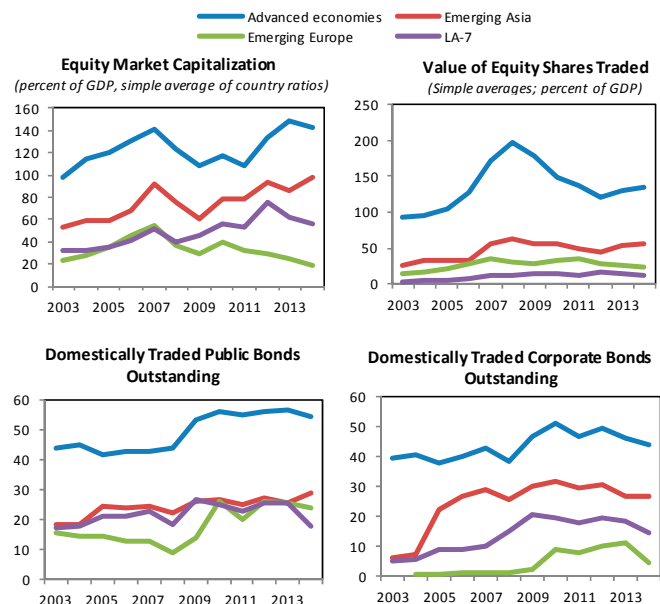 Advanced economies
Emerging Asia
Emerging Europe
LA-7
Equity Market Capitalization
(percent of GDP, simple average of country ratios)
160
140
120
100
80
60
40
20
0
2003 2005 2007 2009 2011 2013
Value of Equity Shares Traded
(Simple averages; percent of GDP)
250
200
150
100
50
0
2003 2005 2007 2009 2011 2013
Domestically Traded Public Bonds
Outstanding
60
50
40
30
20
10
0
2003 2005 2007 2009 2011 2013
Domestically Traded Corporate Bonds
Outstanding
60
50
40
30
20
10
0
2003 2005 2007 2009 2011 2013